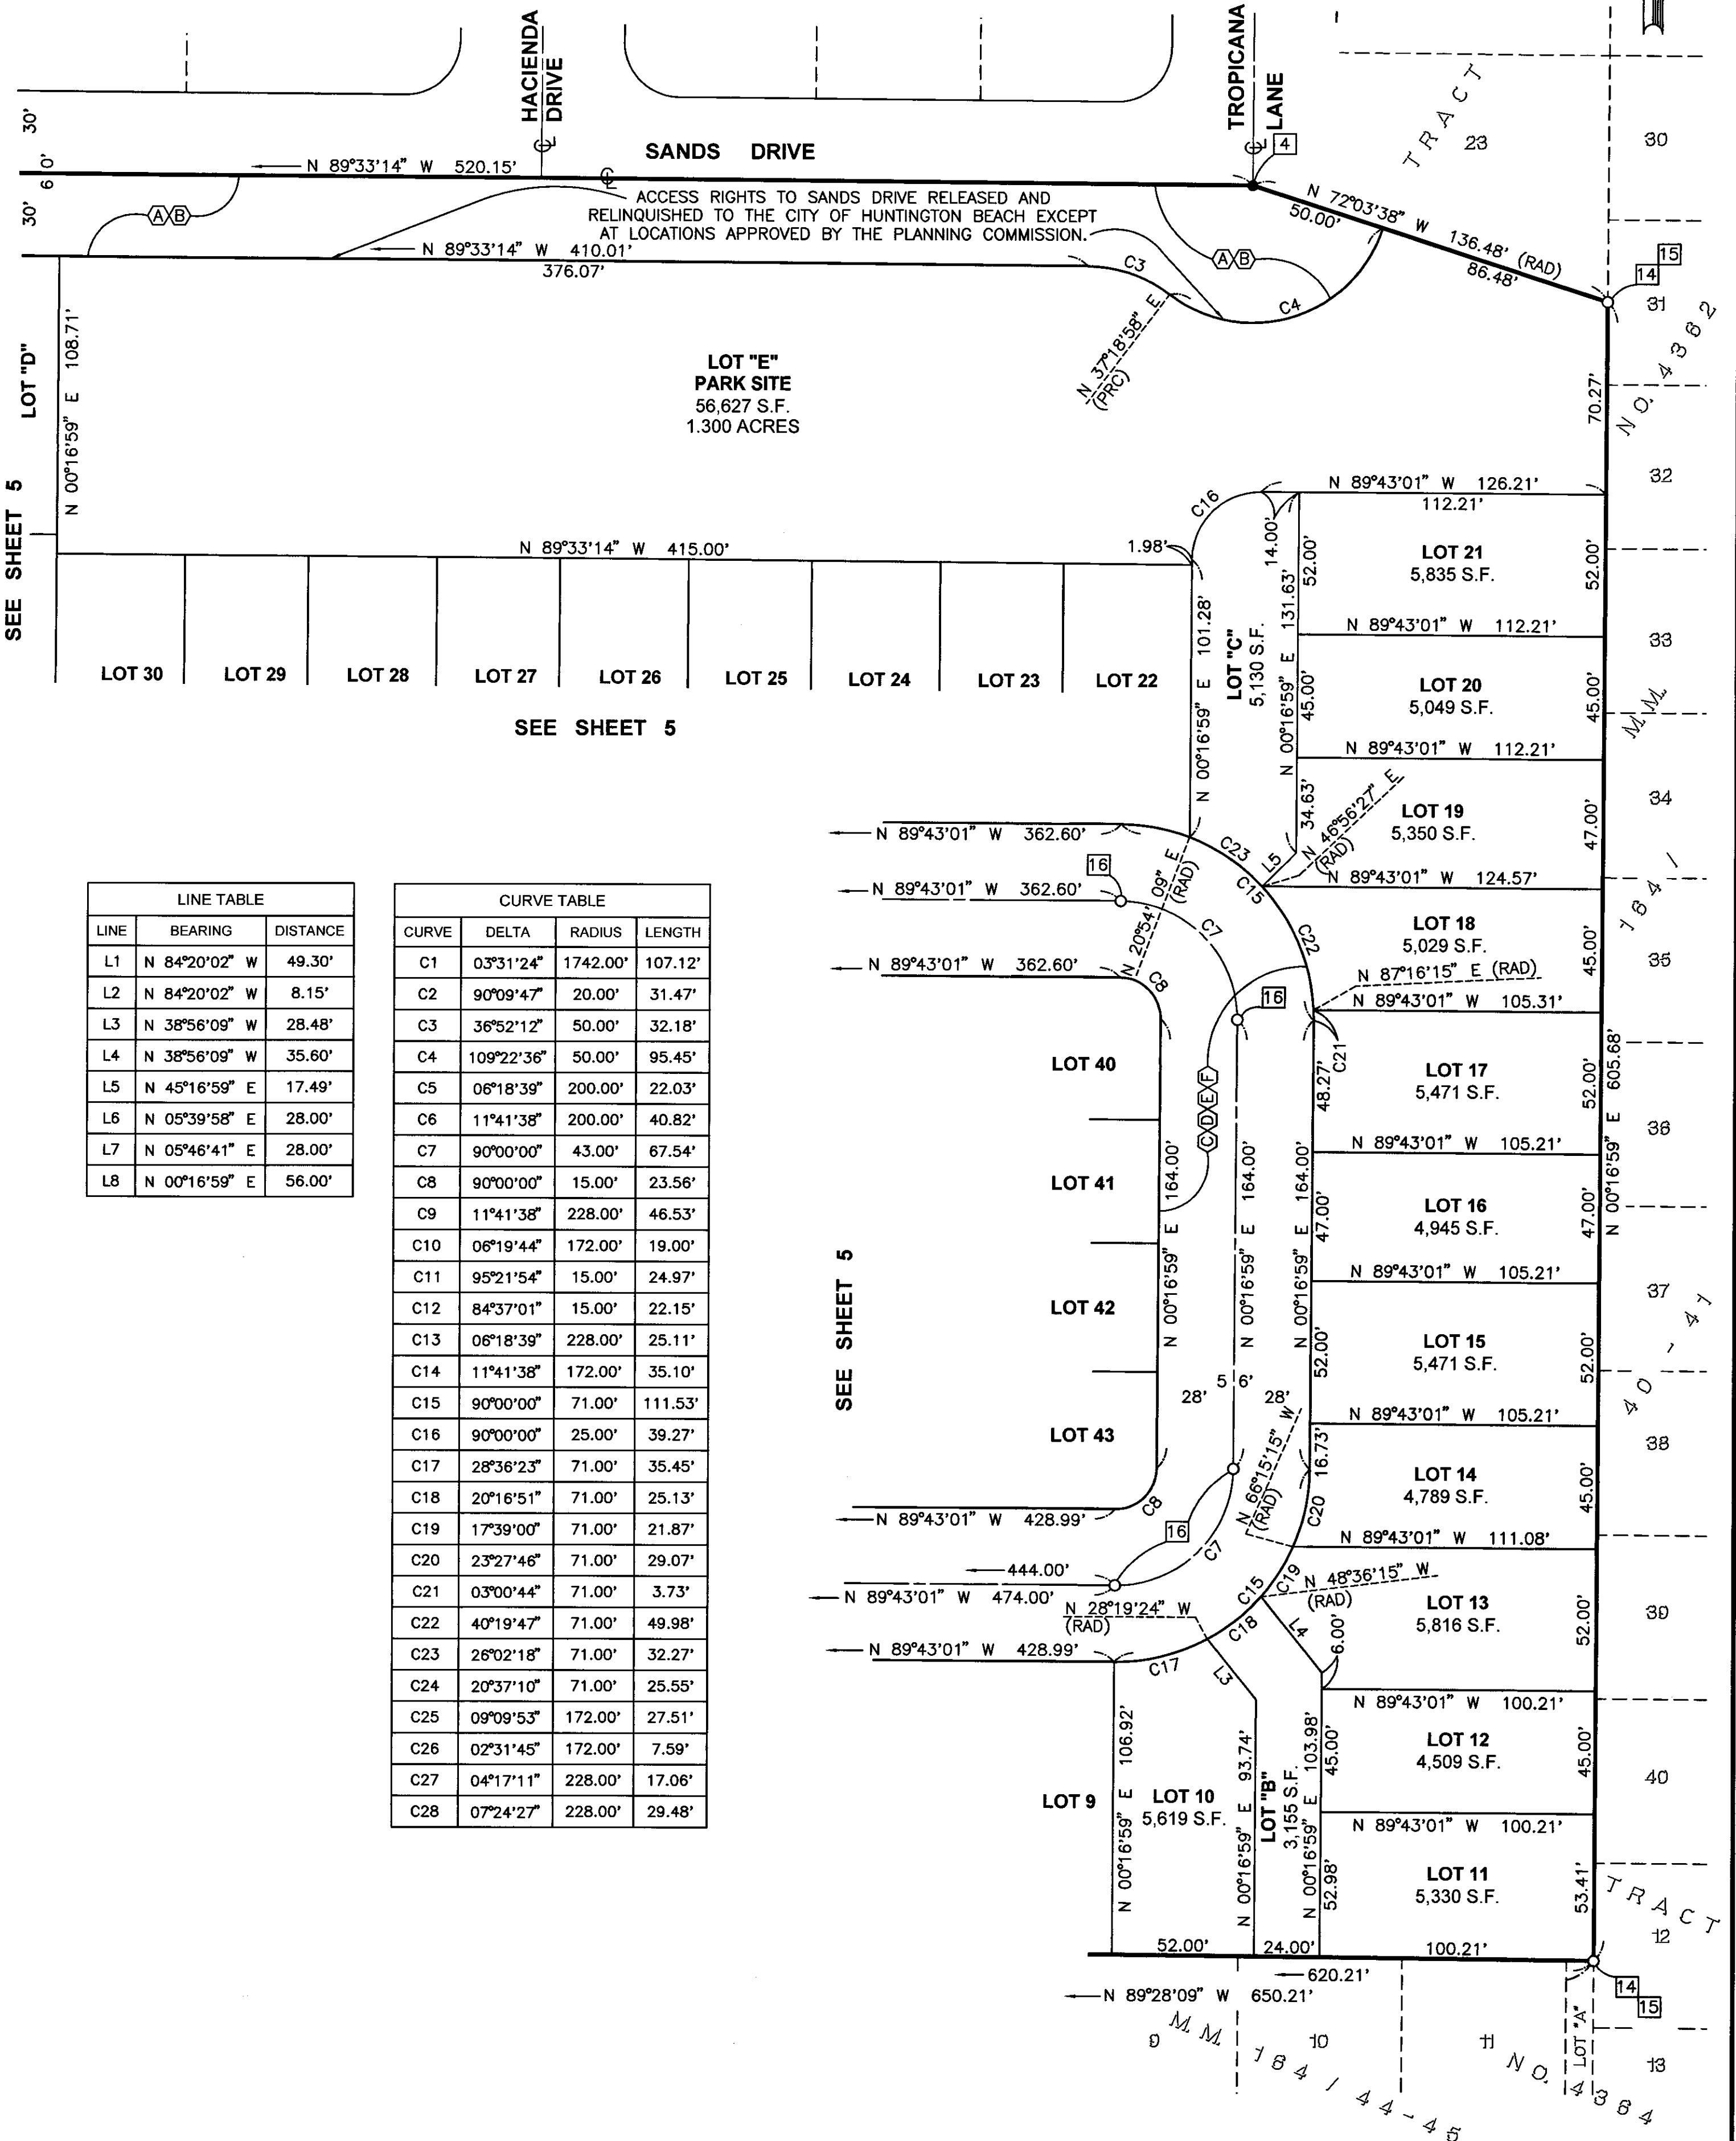 HACIENDA
DRIVE
TROPICANA
LANE
TRACT
23
30
30'
60'
30'
N 89°33'14" W 520.15'
SANDS DRIVE
4
ACCESS RIGHTS TO SANDS DRIVE RELEASED AND
RELINQUISHED TO THE CITY OF HUNTINGTON BEACH EXCEPT
AT LOCATIONS APPROVED BY THE PLANNING COMMISSION.
A B
N 89°33'14" W 410.01'
376.07'
C3
A B
C4
N 72°03'38" W 136.48' (RAD)
50.00'
86.48'
15
14
31
NO. 4362
N 37°18'58" E
(PRC)
LOT "D"
N 00°16'59" E 108.71'
LOT "E"
PARK SITE
56,627 S.F.
1.300 ACRES
70.27'
SEE SHEET 5
32
N 89°43'01" W 126.21'
112.21'
C16
14.00'
N 89°33'14" W 415.00'
1.98'
52.00'
LOT 21
5,835 S.F.
52.00'
N 89°43'01" W 112.21'
33
LOT 30
LOT 29
LOT 28
LOT 27
LOT 26
LOT 25
LOT 24
LOT 23
LOT 22
N 00°16'59" E 101.28'
LOT "C"
5,130 S.F.
N 00°16'59" E 131.63'
45.00'
LOT 20
5,049 S.F.
45.00'
M.M.
SEE SHEET 5
N 89°43'01" W 112.21'
34.63'
N 46°56'27" E
(RAD)
LOT 19
5,350 S.F.
47.00'
34
N 89°43'01" W 362.60'
C23
L5
N 89°43'01" W 124.57'
16
C15
N 89°43'01" W 362.60'
N 20°54'09" E
(RAD)
C7
C22
LOT 18
5,029 S.F.
45.00'
184 /
35
N 89°43'01" W 362.60'
C8
N 87°16'15" E (RAD)
16
N 89°43'01" W 105.31'
C21
LOT 40
C D E F
48.27'
LOT 17
5,471 S.F.
52.00'
N 00°16'59" E 605.68'
36
N 89°43'01" W 105.21'
LOT 41
N 00°16'59" E 164.00'
N 00°16'59" E 164.00'
N 00°16'59" E 164.00'
47.00'
LOT 16
4,945 S.F.
47.00'
N 89°43'01" W 105.21'
37
SEE SHEET 5
LOT 42
52.00'
LOT 15
5,471 S.F.
52.00'
40 - 41
56'
28'
28'
N 89°43'01" W 105.21'
LOT 43
N 66°15'15" W
(RAD)
16.73'
LOT 14
4,789 S.F.
45.00'
38
C8
C20
N 89°43'01" W 428.99'
16
C7
N 89°43'01" W 111.08'
444.00'
N 89°43'01" W 474.00'
C15
C19
N 48°36'15" W
(RAD)
LOT 13
5,816 S.F.
52.00'
39
N 28°19'24" W
(RAD)
C18
L4
6.00'
N 89°43'01" W 428.99'
C17
L3
N 89°43'01" W 100.21'
LOT 9
N 00°16'59" E 106.92'
LOT 10
5,619 S.F.
N 00°16'59" E 93.74'
LOT "B"
3,155 S.F.
N 00°16'59" E 103.98'
45.00'
LOT 12
4,509 S.F.
45.00'
40
N 89°43'01" W 100.21'
52.98'
LOT 11
5,330 S.F.
53.41'
TRACT
12
52.00'
24.00'
100.21'
620.21'
N 89°28'09" W 650.21'
14
15
9
M.M. 184 / 44-45
10
11
NO. 4364
LOT "A"
13
LINE TABLE
LINE BEARING DISTANCE
L1 N 84°20'02" W 49.30'
L2 N 84°20'02" W 8.15'
L3 N 38°56'09" W 28.48'
L4 N 38°56'09" W 35.60'
L5 N 45°16'59" E 17.49'
L6 N 05°39'58" E 28.00'
L7 N 05°46'41" E 28.00'
L8 N 00°16'59" E 56.00'
CURVE TABLE
CURVE DELTA RADIUS LENGTH
C1 03°31'24" 1742.00' 107.12'
C2 90°09'47" 20.00' 31.47'
C3 36°52'12" 50.00' 32.18'
C4 109°22'36" 50.00' 95.45'
C5 06°18'39" 200.00' 22.03'
C6 11°41'38" 200.00' 40.82'
C7 90°00'00" 43.00' 67.54'
C8 90°00'00" 15.00' 23.56'
C9 11°41'38" 228.00' 46.53'
C10 06°19'44" 172.00' 19.00'
C11 95°21'54" 15.00' 24.97'
C12 84°37'01" 15.00' 22.15'
C13 06°18'39" 228.00' 25.11'
C14 11°41'38" 172.00' 35.10'
C15 90°00'00" 71.00' 111.53'
C16 90°00'00" 25.00' 39.27'
C17 28°36'23" 71.00' 35.45'
C18 20°16'51" 71.00' 25.13'
C19 17°39'00" 71.00' 21.87'
C20 23°27'46" 71.00' 29.07'
C21 03°00'44" 71.00' 3.73'
C22 40°19'47" 71.00' 49.98'
C23 26°02'18" 71.00' 32.27'
C24 20°37'10" 71.00' 25.55'
C25 09°09'53" 172.00' 27.51'
C26 02°31'45" 172.00' 7.59'
C27 04°17'11" 228.00' 17.06'
C28 07°24'27" 228.00' 29.48'